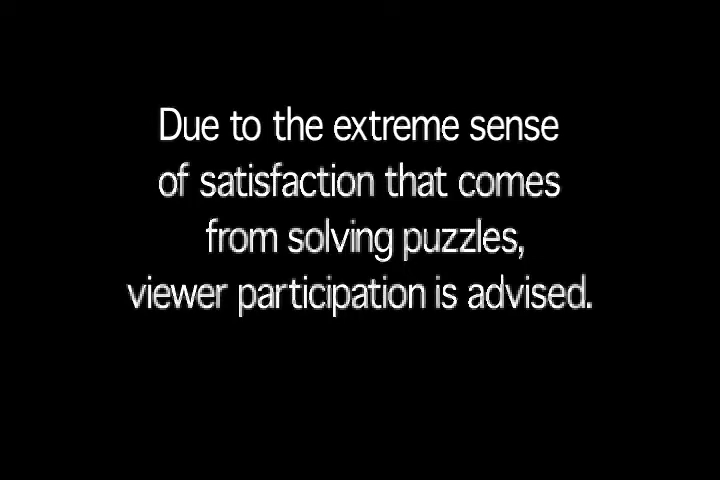 Due to the extreme sense
of satisfaction that comes
from solving puzzles,
viewer participation is advised.